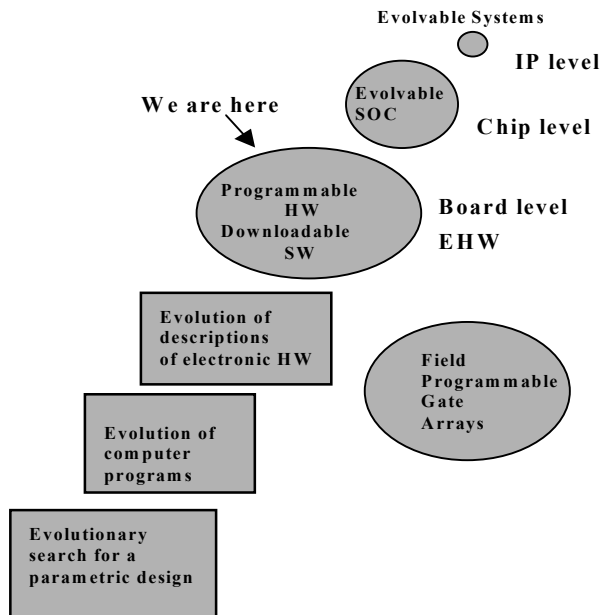 Evolvable Systems
IP level
Evolvable
SOC
Chip level
We are here
Programmable
HW
Downloadable
SW
Board level
EHW
Evolution of
descriptions
of electronic HW
Field
Programmable
Gate
Arrays
Evolution of
computer
programs
Evolutionary
search for a
parametric design